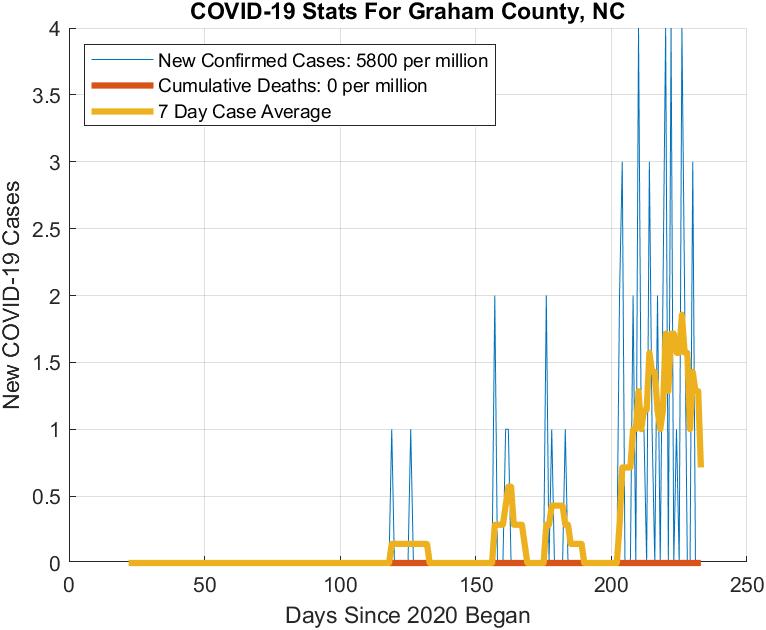 COVID-19 Stats For Graham County, NC
New Confirmed Cases: 5800 per million
Cumulative Deaths: 0 per million
7 Day Case Average
New COVID-19 Cases
4
3.5
3
2.5
2
1.5
1
0.5
0
0 50 100 150 200 250
Days Since 2020 Began